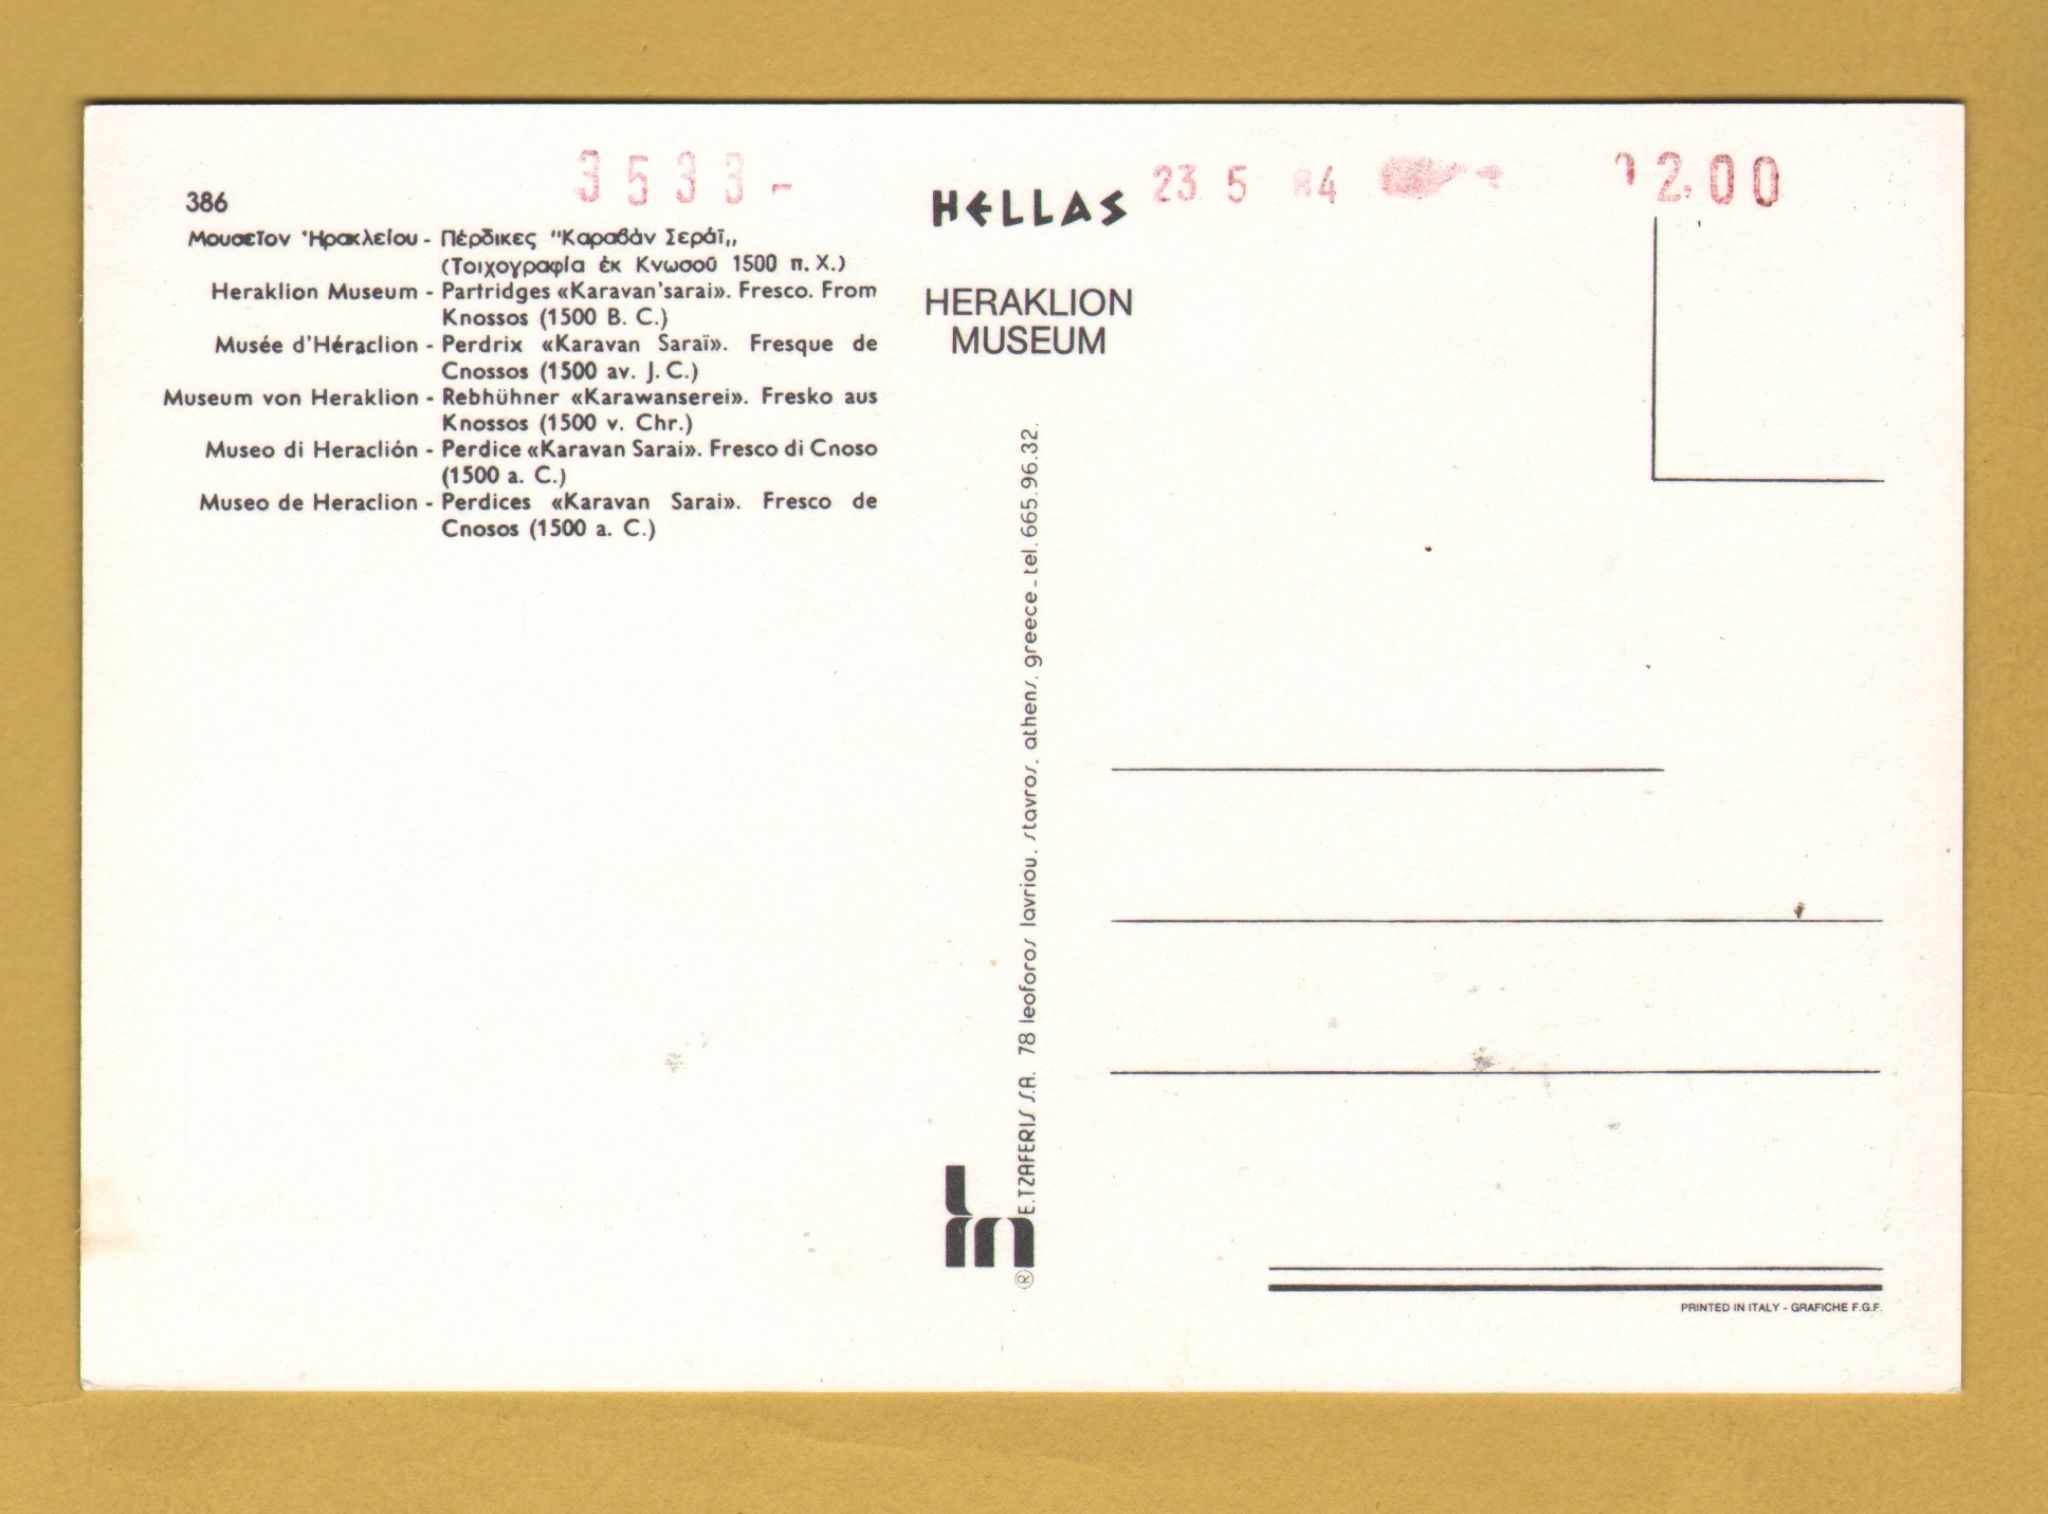 3533-
23 5 84
200
386
HELLAS
Μουσεῖον Ἡρακλείου - Πέρδικες "Καραβὰν Σεράϊ,,
(Τοιχογραφία ἐκ Κνωσοῦ 1500 π. Χ.)
Heraklion Museum - Partridges «Karavan'sarai». Fresco. From
Knossos (1500 B. C.)
Musée d'Héraclion - Perdrix «Karavan Saraï». Fresque de
Cnossos (1500 av. J. C.)
Museum von Heraklion - Rebhühner «Karawanserei». Fresko aus
Knossos (1500 v. Chr.)
Museo di Heraclión - Perdice «Karavan Sarai». Fresco di Cnoso
(1500 a. C.)
Museo de Heraclion - Perdices «Karavan Sarai». Fresco de
Cnosos (1500 a. C.)
HERAKLION
MUSEUM
E.TZAFERIS S.A. 78 leoforos lavriou. stavros. athens. greece - tel. 665.96.32.
®
PRINTED IN ITALY - GRAFICHE F.G.F.